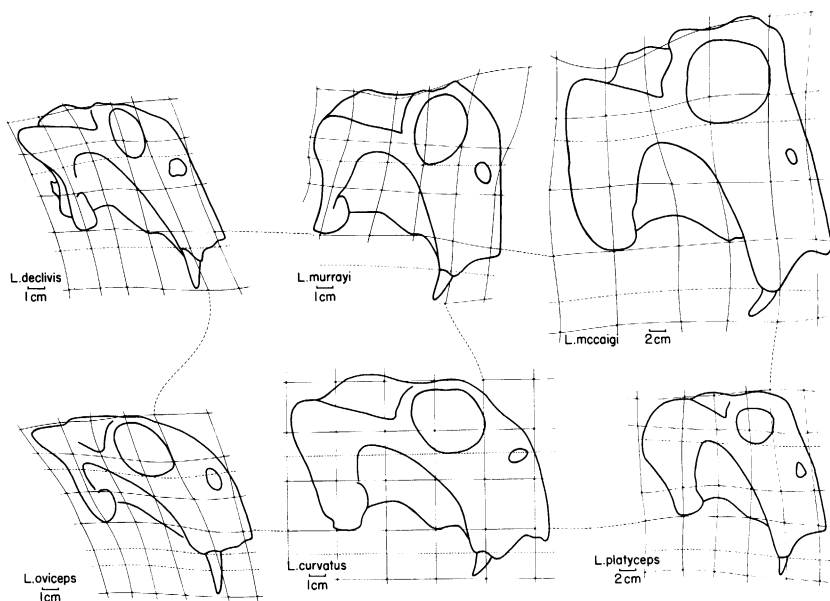 L.declivis
1cm
L.murrayi
1cm
L.mccaigi
2cm
L.oviceps
1cm
L.curvatus
1cm
L.platyceps
2cm